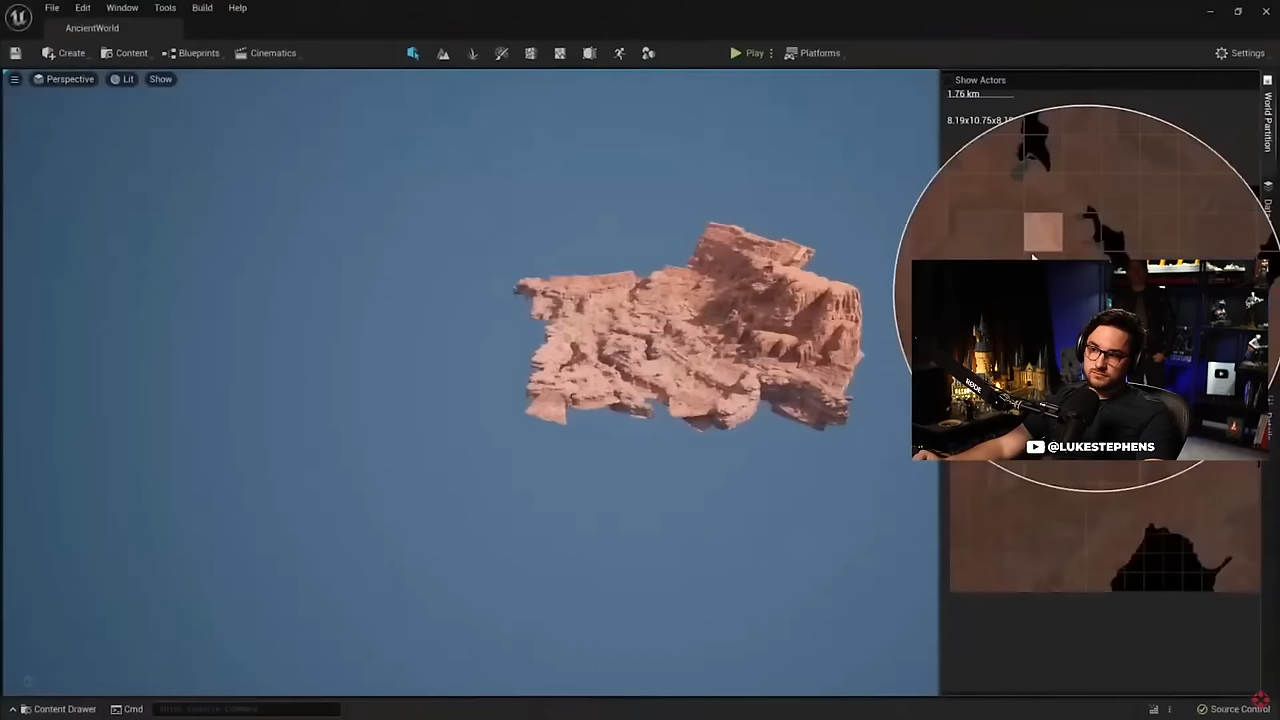 File Edit Window Tools Build Help
AncientWorld
Create Content Blueprints Cinematics Play Platforms Settings
Perspective Lit Show
Show Actors
1.76 km
World Partition
RODE
@LUKESTEPHENS
Content Drawer Cmd Source Control